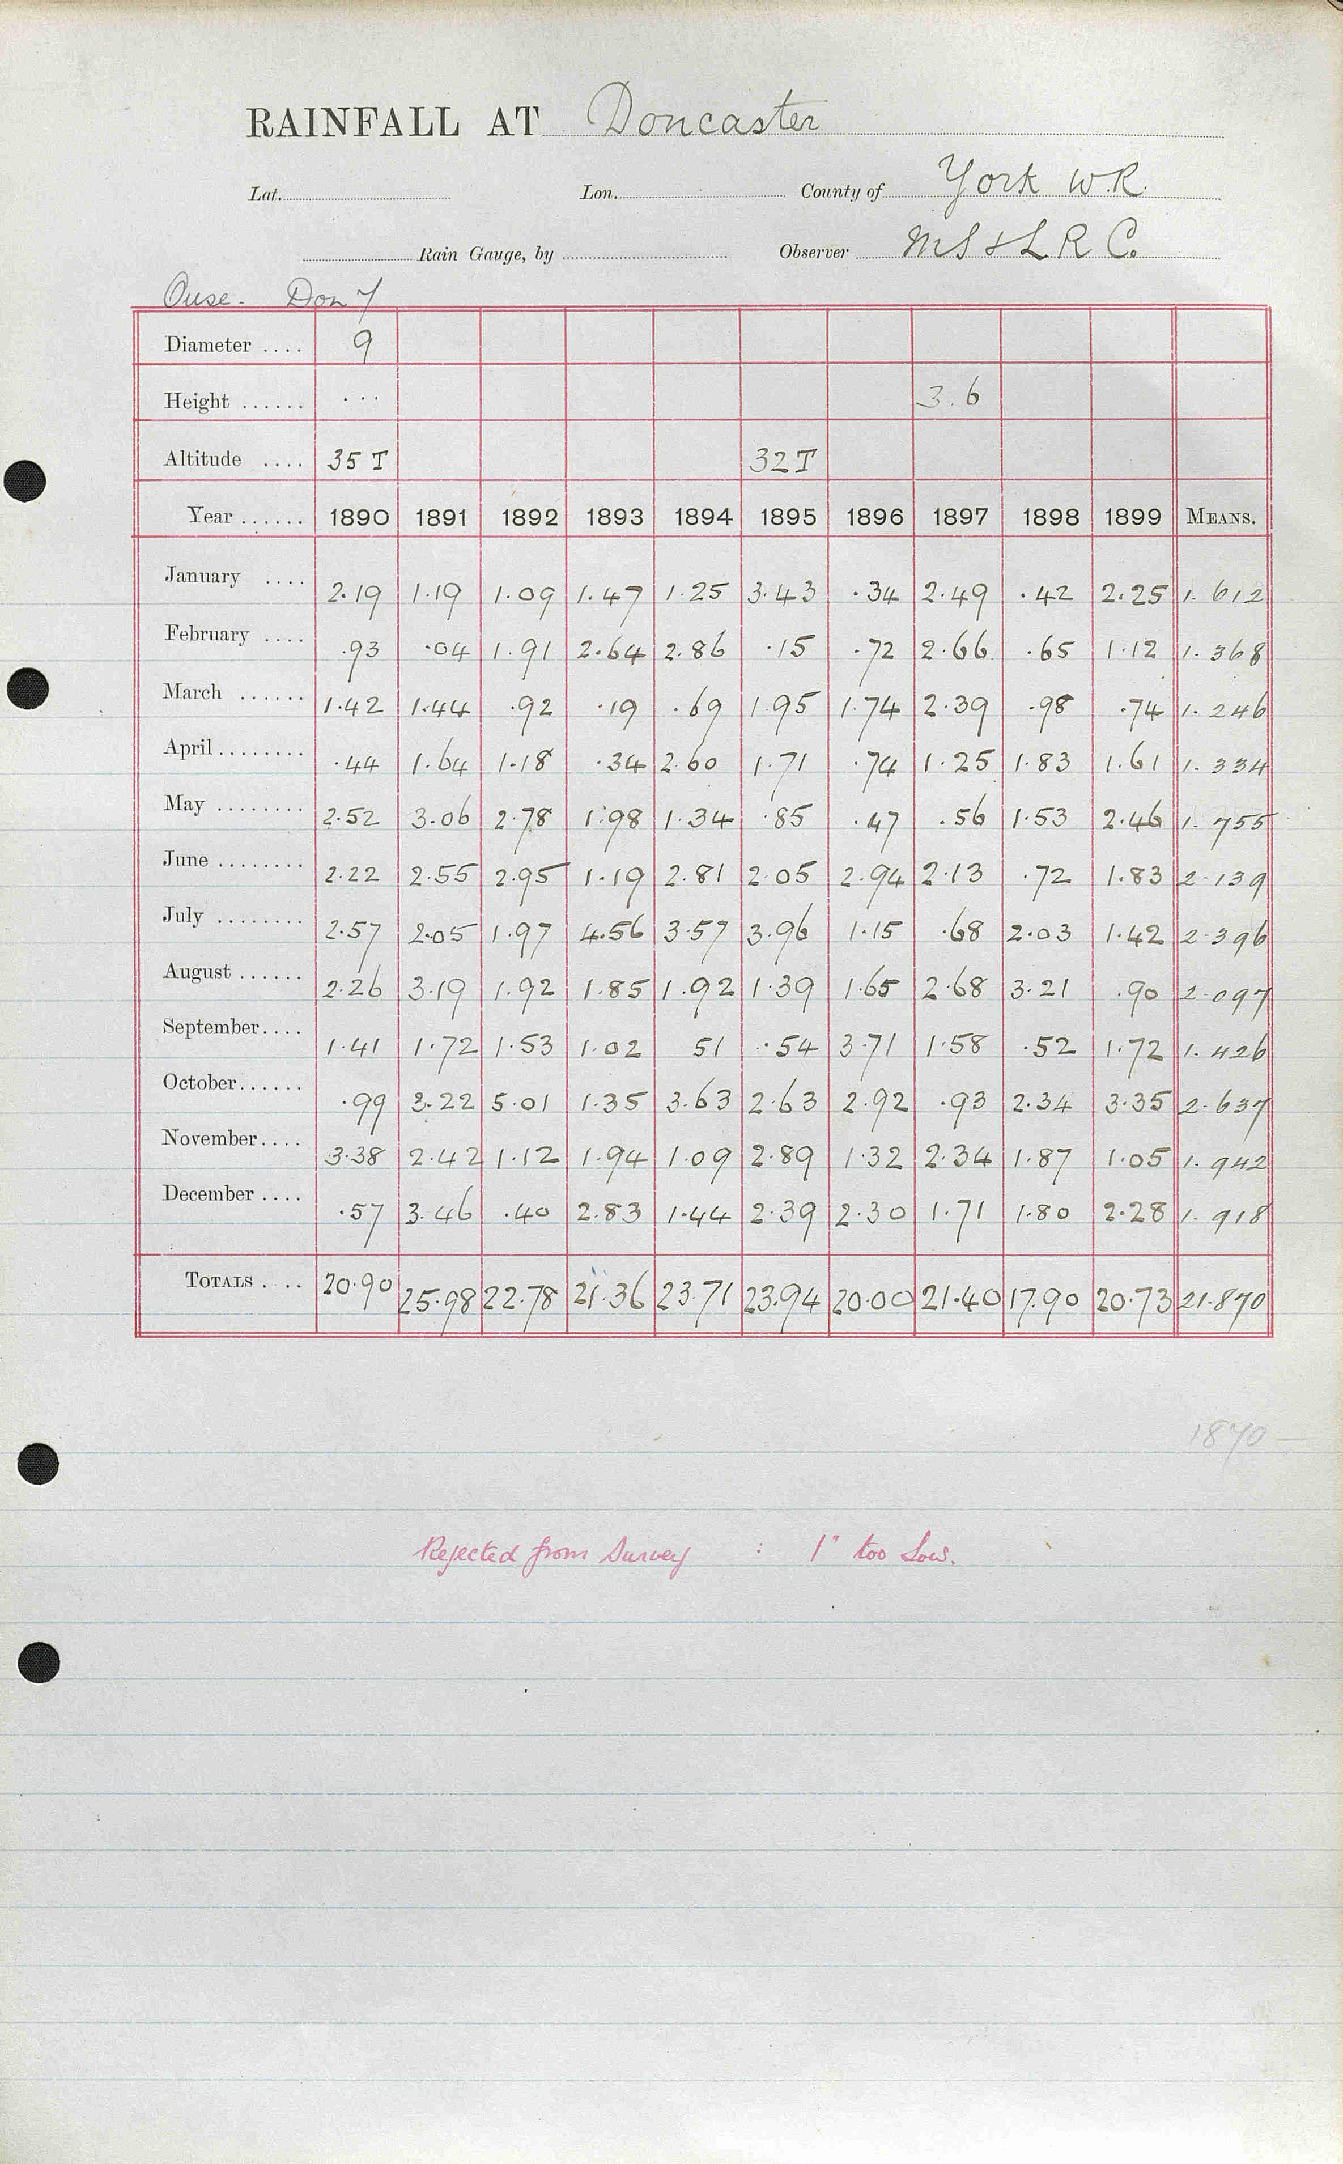 RAINFALL AT Doncaster
Lat. Lon. County of York W.R.
Rain Gauge, by Observer M S & L R Co.
Ouse. Don 7
Diameter .... 9
Height ...... ... 3.6
Altitude .... 35 T 32 T
Year ...... 1890 1891 1892 1893 1894 1895 1896 1897 1898 1899 MEANS.
January .... 2.19 1.19 1.09 1.47 1.25 3.43 .34 2.49 .42 2.25 1.612
February .... .93 .04 1.91 2.64 2.86 .15 .72 2.66 .65 1.12 1.368
March ...... 1.42 1.44 .92 .19 .69 1.95 1.74 2.39 .98 .74 1.246
April ........ .44 1.64 1.18 .34 2.60 1.71 .74 1.25 1.83 1.61 1.334
May ........ 2.52 3.06 2.78 1.98 1.34 .85 .47 .56 1.53 2.46 1.755
June ........ 2.22 2.55 2.95 1.19 2.81 2.05 2.94 2.13 .72 1.83 2.139
July ........ 2.57 2.05 1.97 4.56 3.57 3.96 1.15 .68 2.03 1.42 2.396
August ...... 2.26 3.19 1.92 1.85 1.92 1.39 1.65 2.68 3.21 .90 2.097
September .... 1.41 1.72 1.53 1.02 51 .54 3.71 1.58 .52 1.72 1.426
October ...... .99 3.22 5.01 1.35 3.63 2.63 2.92 .93 2.34 3.35 2.637
November .... 3.38 2.42 1.12 1.94 1.09 2.89 1.32 2.34 1.87 1.05 1.942
December .... .57 3.46 .40 2.83 1.44 2.39 2.30 1.71 1.80 2.28 1.918
TOTALS .... 20.90 25.98 22.78 21.36 23.71 23.94 20.00 21.40 17.90 20.73 21.870
1870 —
Rejected from Survey : 1" too low.